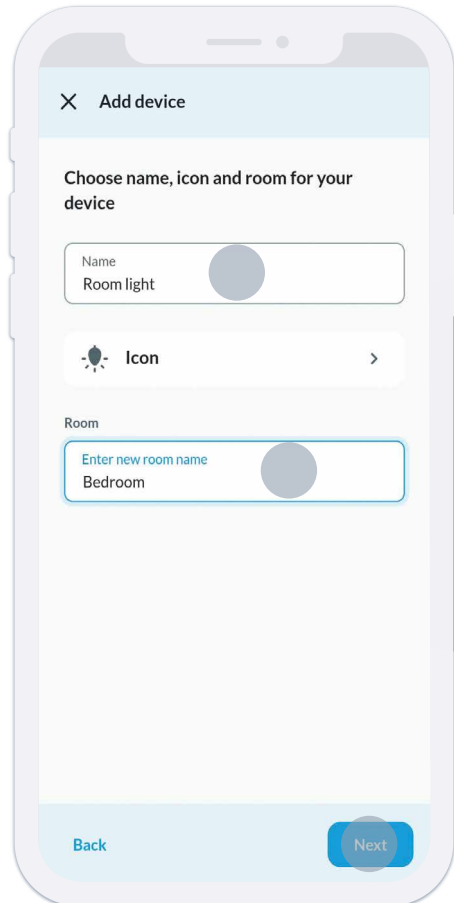 Add device
Choose name, icon and room for your
device
Name
Room light
Icon
Room
Enter new room name
Bedroom
Back
Next